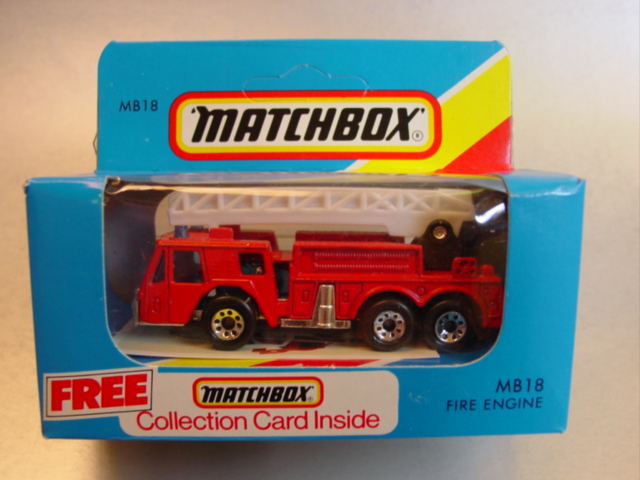 MB18
'MATCHBOX'®
FREE
MATCHBOX®
Collection Card Inside
MB18
FIRE ENGINE